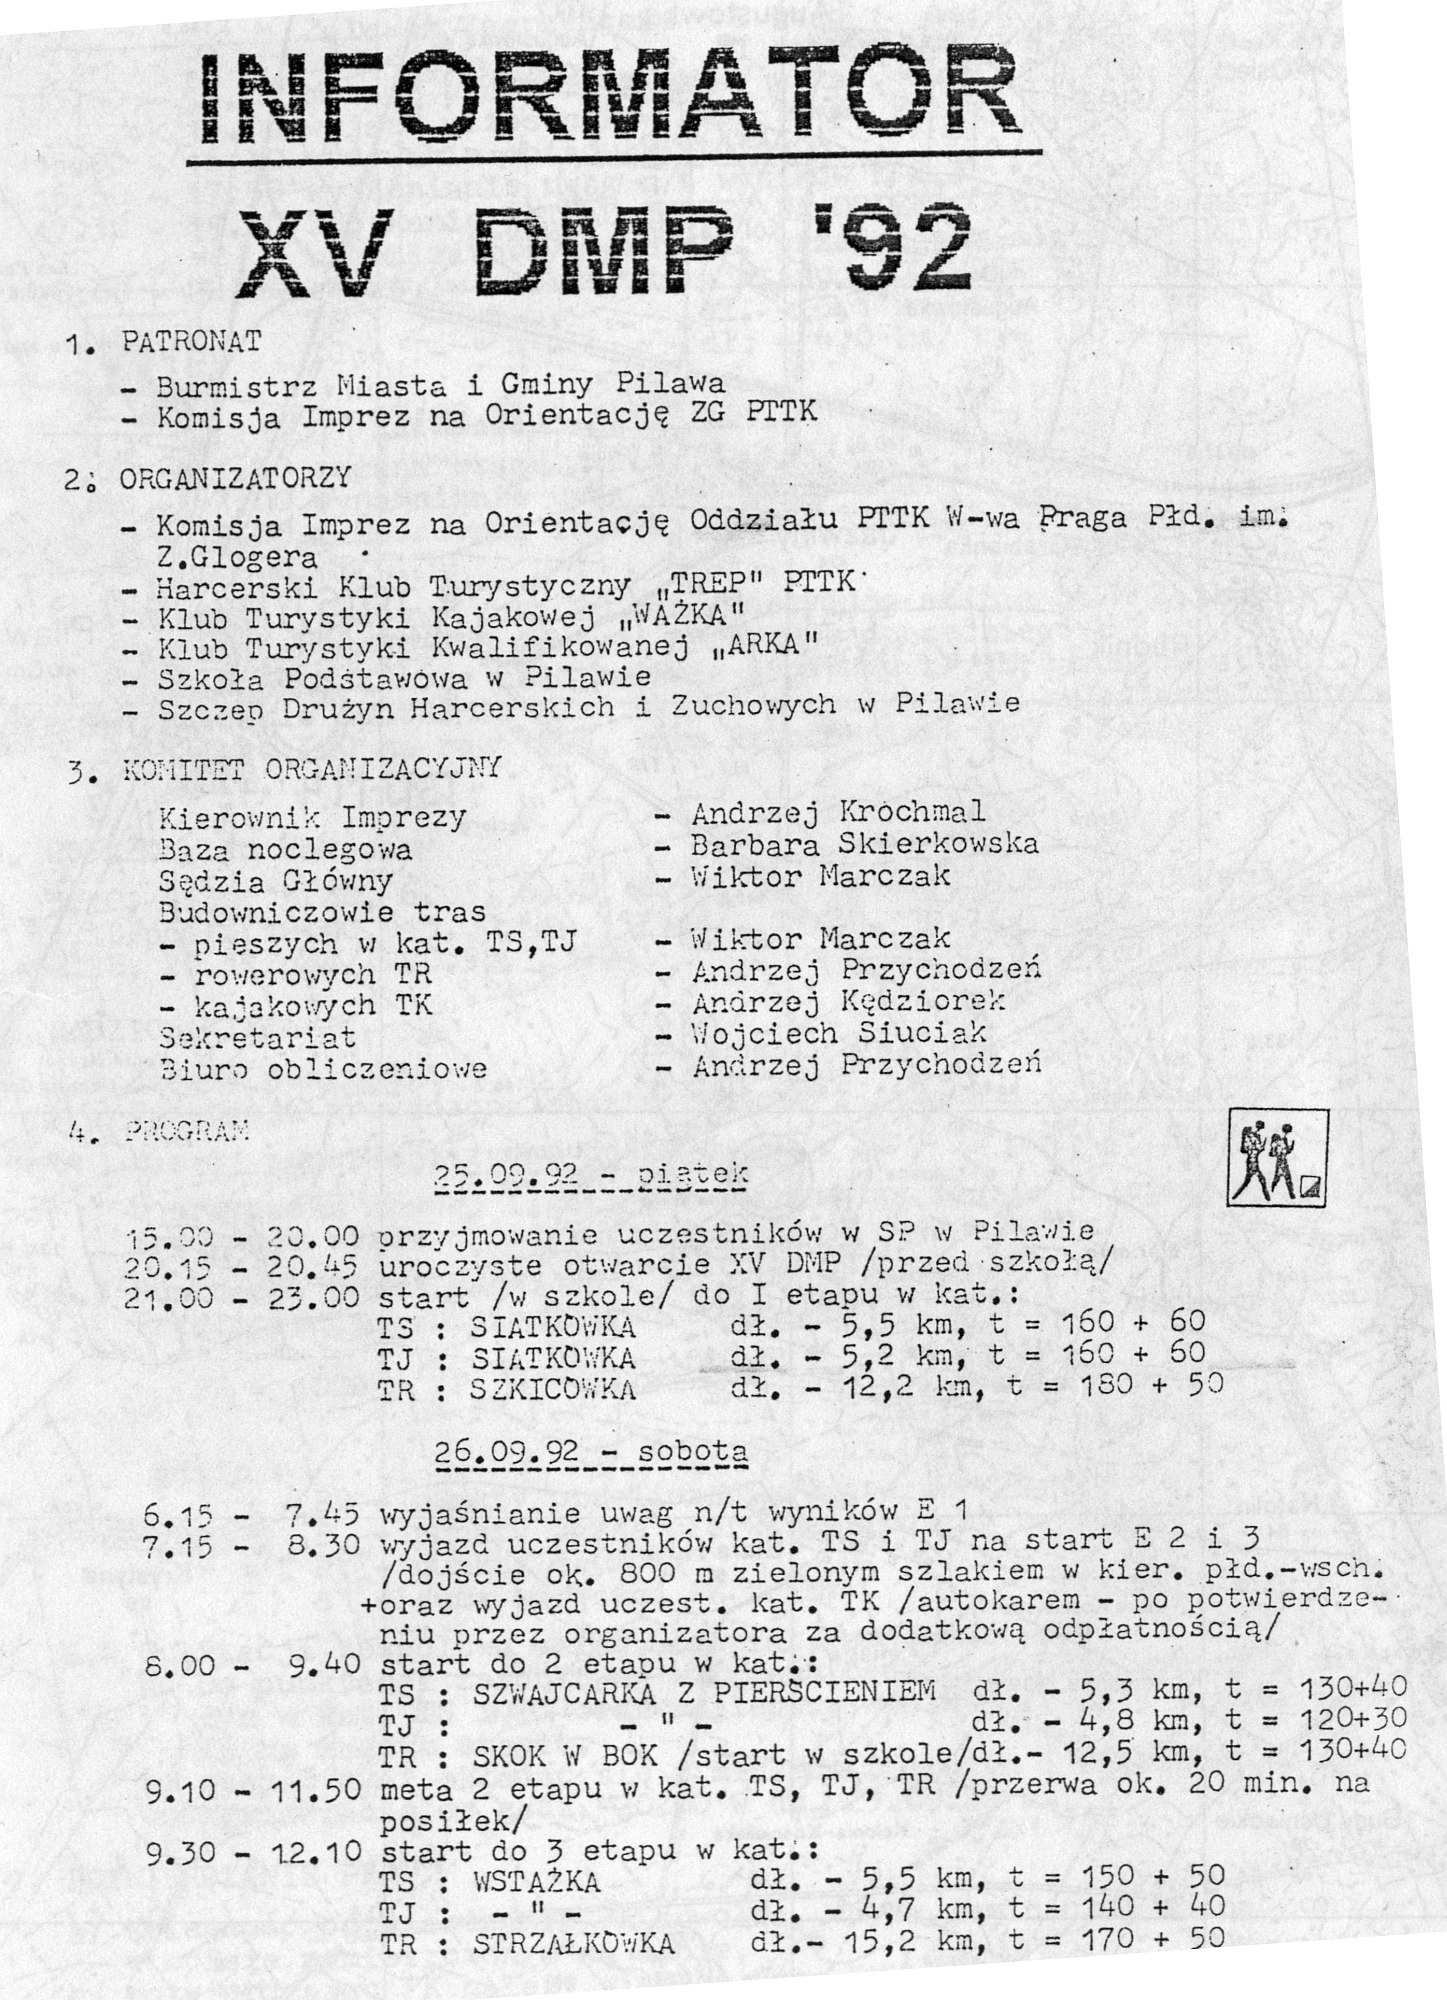 INFORMATOR
XV DMP '92
1. PATRONAT
- Burmistrz Miasta i Gminy Pilawa
- Komisja Imprez na Orientację ZG PTTK
2. ORGANIZATORZY
- Komisja Imprez na Orientację Oddziału PTTK W-wa Praga Płd. im.
Z.Glogera
- Harcerski Klub Turystyczny „TREP" PTTK
- Klub Turystyki Kajakowej „WAŻKA"
- Klub Turystyki Kwalifikowanej „ARKA"
- Szkoła Podstawowa w Pilawie
- Szczep Drużyn Harcerskich i Zuchowych w Pilawie
3. KOMITET ORGANIZACYJNY
Kierownik Imprezy - Andrzej Krochmal
Baza noclegowa - Barbara Skierkowska
Sędzia Główny - Wiktor Marczak
Budowniczowie tras
- pieszych w kat. TS,TJ - Wiktor Marczak
- rowerowych TR - Andrzej Przychodzeń
- kajakowych TK - Andrzej Kędziorek
Sekretariat - Wojciech Siuciak
Biuro obliczeniowe - Andrzej Przychodzeń
4. PROGRAM
25.09.92 - piątek
15.00 - 20.00 przyjmowanie uczestników w SP w Pilawie
20.15 - 20.45 uroczyste otwarcie XV DMP /przed szkołą/
21.00 - 23.00 start /w szkole/ do I etapu w kat.:
TS : SIATKÓWKA dł. - 5,5 km, t = 160 + 60
TJ : SIATKÓWKA dł. - 5,2 km, t = 160 + 60
TR : SZKICÓWKA dł. - 12,2 km, t = 180 + 50
26.09.92 - sobota
6.15 - 7.45 wyjaśnianie uwag n/t wyników E 1
7.15 - 8.30 wyjazd uczestników kat. TS i TJ na start E 2 i 3
/dojście ok. 800 m zielonym szlakiem w kier. płd.-wsch.
+oraz wyjazd uczest. kat. TK /autokarem - po potwierdze-
niu przez organizatora za dodatkową odpłatnością/
8.00 - 9.40 start do 2 etapu w kat.:
TS : SZWAJCARKA Z PIERŚCIENIEM dł. - 5,3 km, t = 130+40
TJ : - " - dł. - 4,8 km, t = 120+30
TR : SKOK W BOK /start w szkole/dł.- 12,5 km, t = 130+40
9.10 - 11.50 meta 2 etapu w kat. TS, TJ, TR /przerwa ok. 20 min. na
posiłek/
9.30 - 12.10 start do 3 etapu w kat.:
TS : WSTĄŻKA dł. - 5,5 km, t = 150 + 50
TJ : - " - dł. - 4,7 km, t = 140 + 40
TR : STRZAŁKÓWKA dł.- 15,2 km, t = 170 + 50